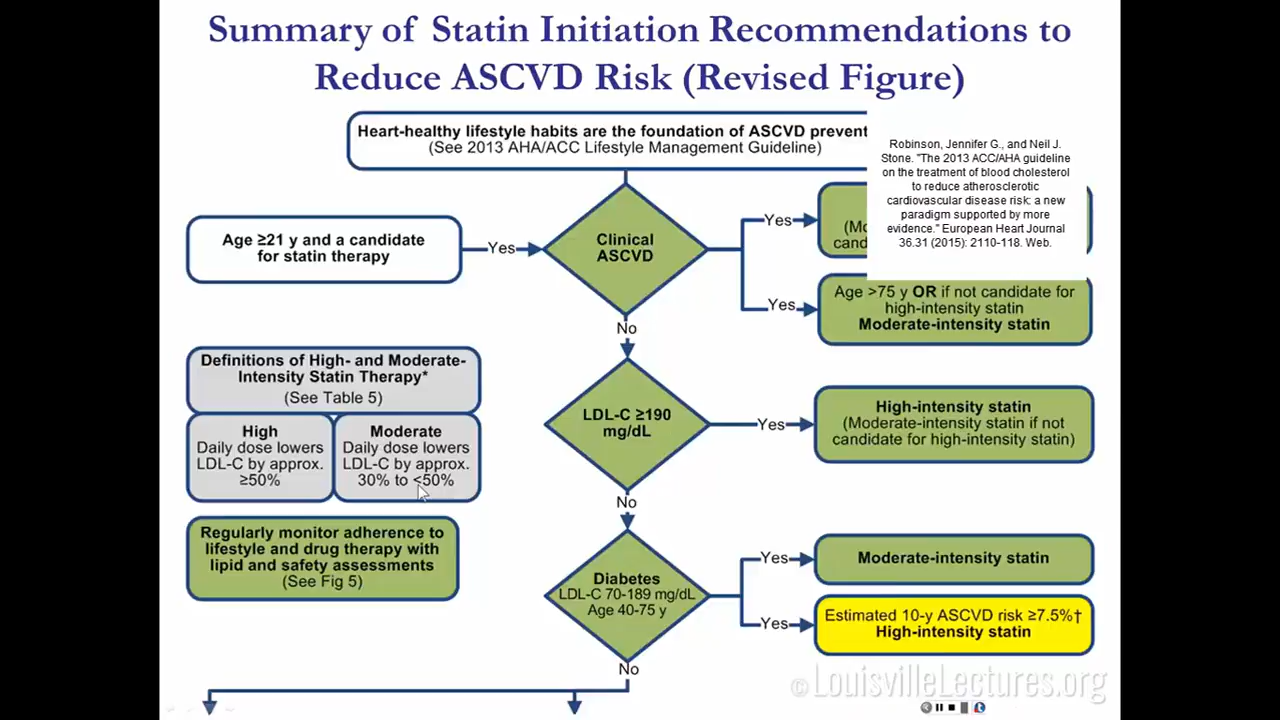 Summary of Statin Initiation Recommendations to
Reduce ASCVD Risk (Revised Figure)
Heart-healthy lifestyle habits are the foundation of ASCVD prevent
(See 2013 AHA/ACC Lifestyle Management Guideline)
Robinson, Jennifer G., and Neil J.
Stone. "The 2013 ACC/AHA guideline
on the treatment of blood cholesterol
to reduce atherosclerotic
cardiovascular disease risk: a new
paradigm supported by more
evidence." European Heart Journal
36.31 (2015): 2110-118. Web.
Age ≥21 y and a candidate
for statin therapy
Yes
Clinical
ASCVD
Yes
Yes
Age >75 y OR if not candidate for
high-intensity statin
Moderate-intensity statin
No
Definitions of High- and Moderate-
Intensity Statin Therapy*
(See Table 5)
High
Daily dose lowers
LDL-C by approx.
≥50%
Moderate
Daily dose lowers
LDL-C by approx.
30% to <50%
LDL-C ≥190
mg/dL
Yes
High-intensity statin
(Moderate-intensity statin if not
candidate for high-intensity statin)
No
Regularly monitor adherence to
lifestyle and drug therapy with
lipid and safety assessments
(See Fig 5)
Diabetes
LDL-C 70-189 mg/dL
Age 40-75 y
Yes
Moderate-intensity statin
Yes
Estimated 10-y ASCVD risk ≥7.5%†
High-intensity statin
No
©LouisvilleLectures.org